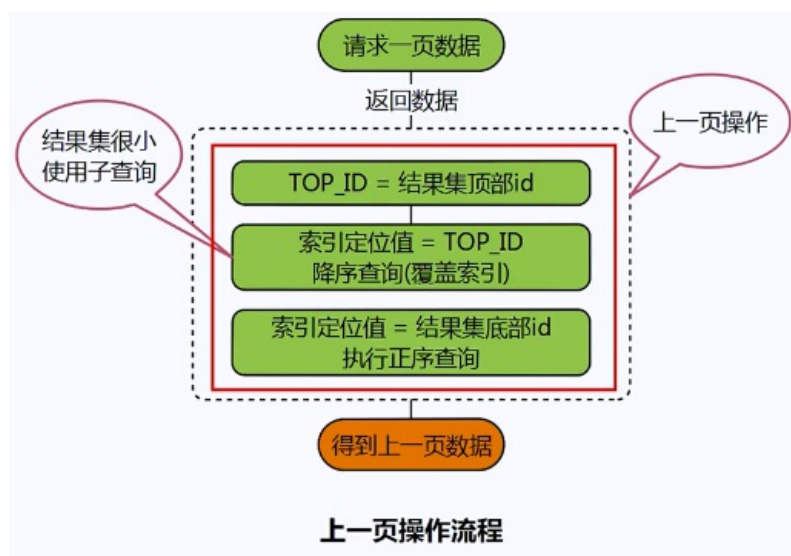 请求一页数据
返回数据
上一页操作
结果集很小
使用子查询
TOP_ID = 结果集顶部id
索引定位值 = TOP_ID
降序查询(覆盖索引)
索引定位值 = 结果集底部id
执行正序查询
得到上一页数据
上一页操作流程